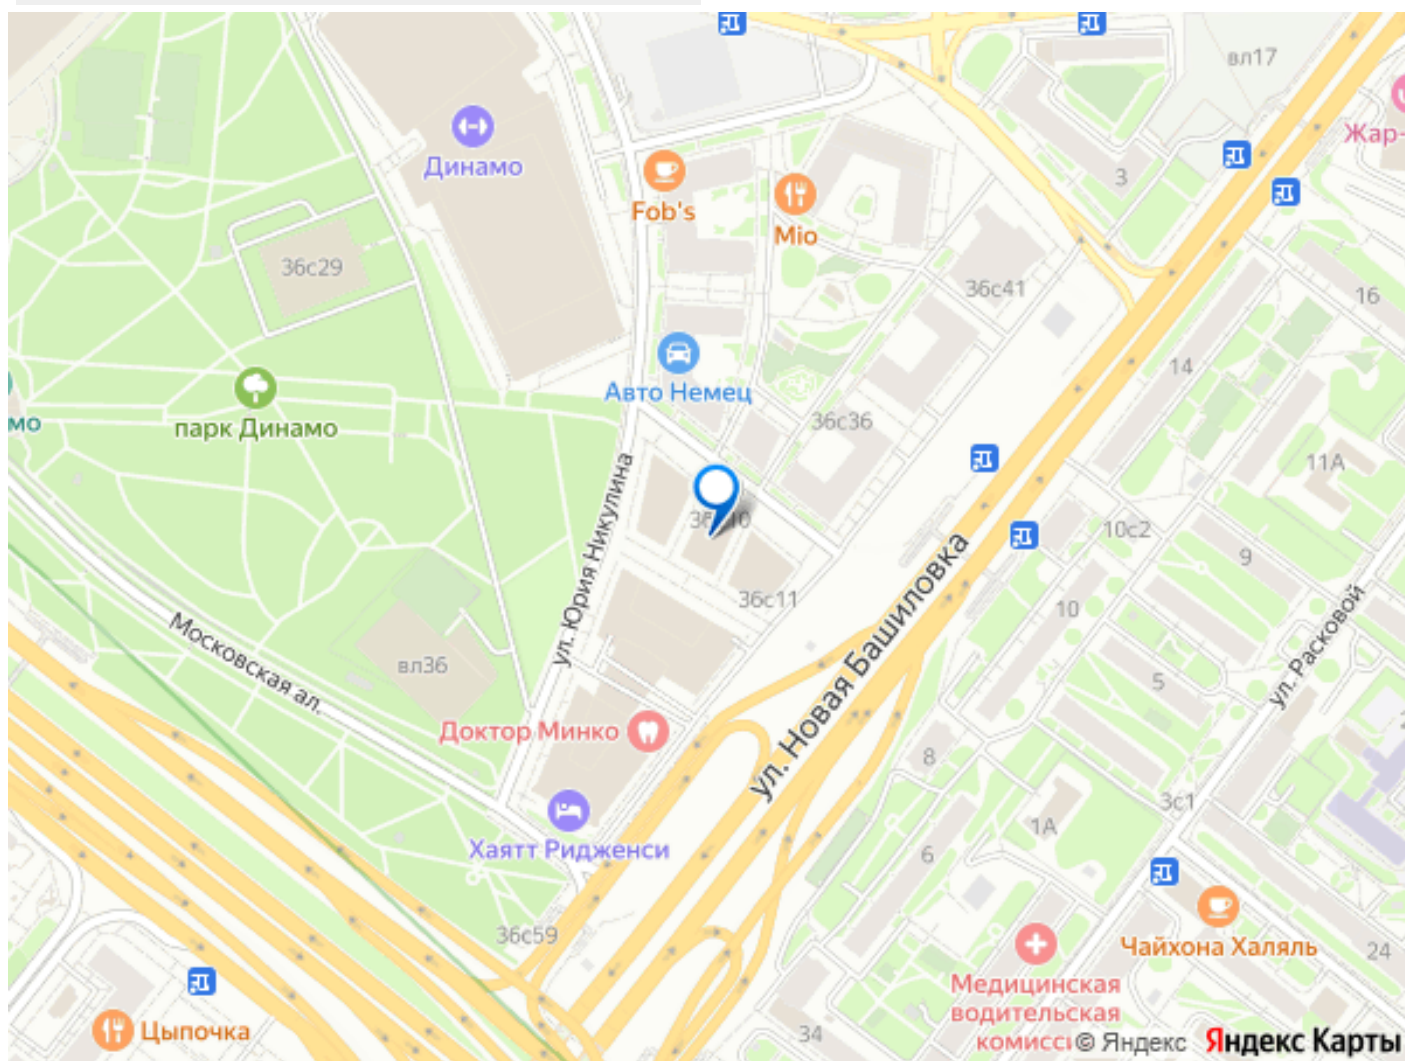 вл17
Жар-
Динамо
3
Fob's
Mio
36с29
36с41
16
14
Авто Немец
мо
парк Динамо
36с36
11А
ул. Юрия Никулина
10с2
9
36с11
10
ул. Новая Башиловка
ул. Расковой
Московская ал.
вл36
5
Доктор Минко
8
3с1
1А
Хаятт Ридженси
6
36с59
Чайхона Халяль
24
Медицинская
водительская
комисси
Цыпочка
34
© Яндекс Яндекс Карты